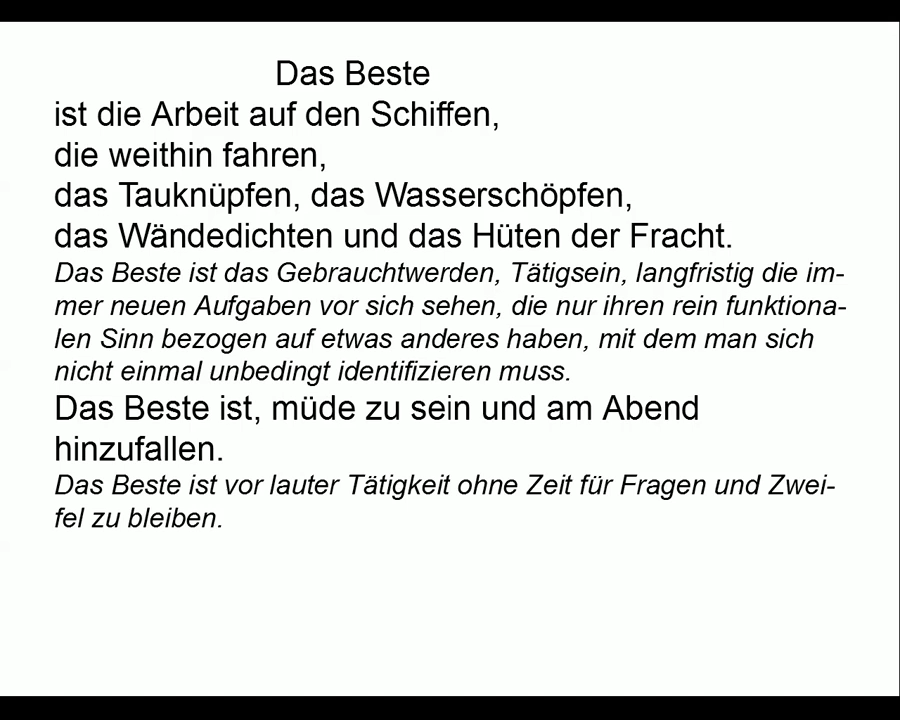 Das Beste
ist die Arbeit auf den Schiffen,
die weithin fahren,
das Tauknüpfen, das Wasserschöpfen,
das Wändedichten und das Hüten der Fracht.
Das Beste ist das Gebrauchtwerden, Tätigsein, langfristig die im-
mer neuen Aufgaben vor sich sehen, die nur ihren rein funktiona-
len Sinn bezogen auf etwas anderes haben, mit dem man sich
nicht einmal unbedingt identifizieren muss.
Das Beste ist, müde zu sein und am Abend
hinzufallen.
Das Beste ist vor lauter Tätigkeit ohne Zeit für Fragen und Zwei-
fel zu bleiben.